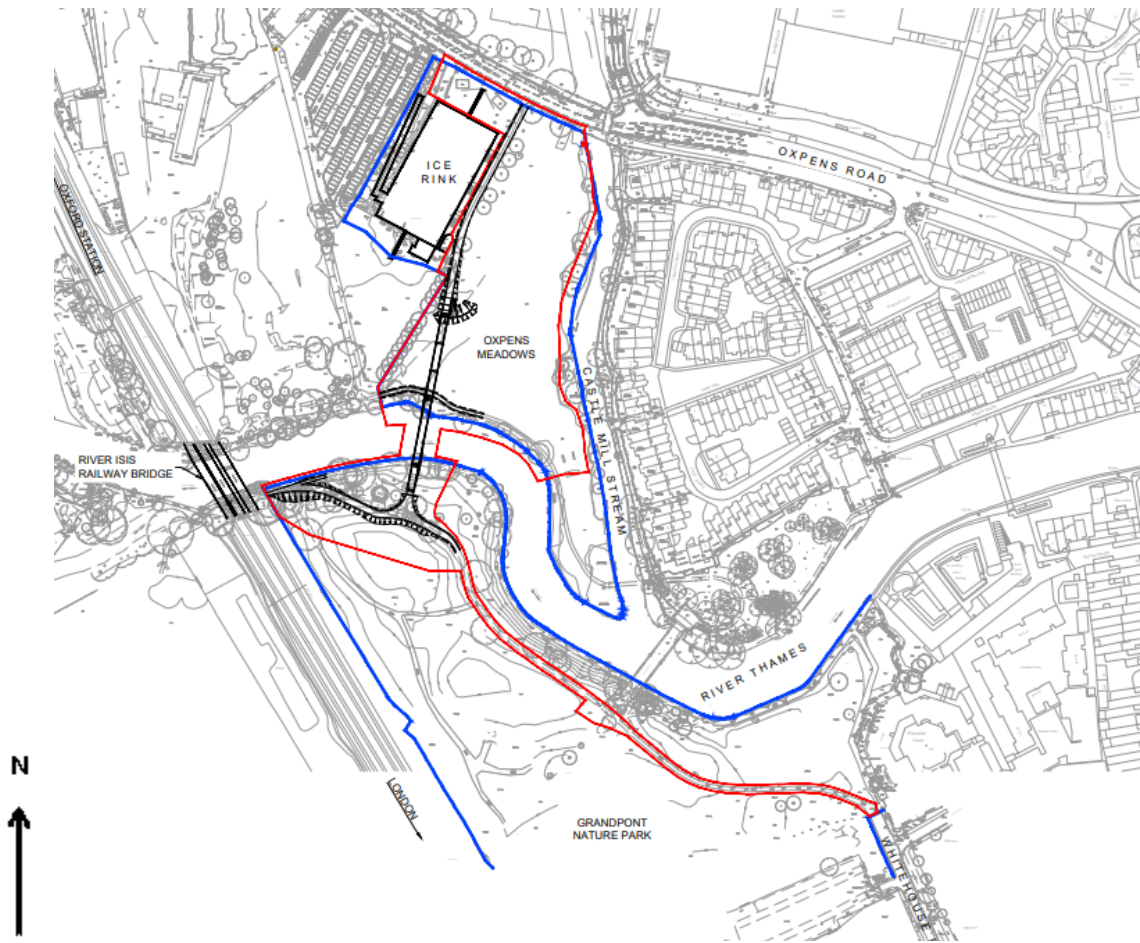 OXPENS ROAD
ICE
RINK
OXFORD STATION
OXPENS
MEADOWS
CASTLE MILL STREAM
RIVER ISIS
RAILWAY BRIDGE
RIVER THAMES
N
LONDON
GRANDPONT
NATURE PARK
WHITEHOUSE